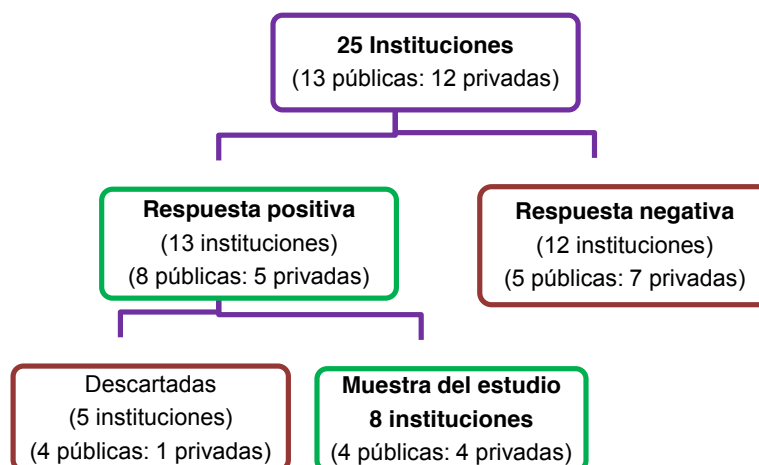 25 Instituciones
(13 públicas: 12 privadas)
Respuesta positiva
(13 instituciones)
(8 públicas: 5 privadas)
Respuesta negativa
(12 instituciones)
(5 públicas: 7 privadas)
Descartadas
(5 instituciones)
(4 públicas: 1 privadas)
Muestra del estudio
8 instituciones
(4 públicas: 4 privadas)